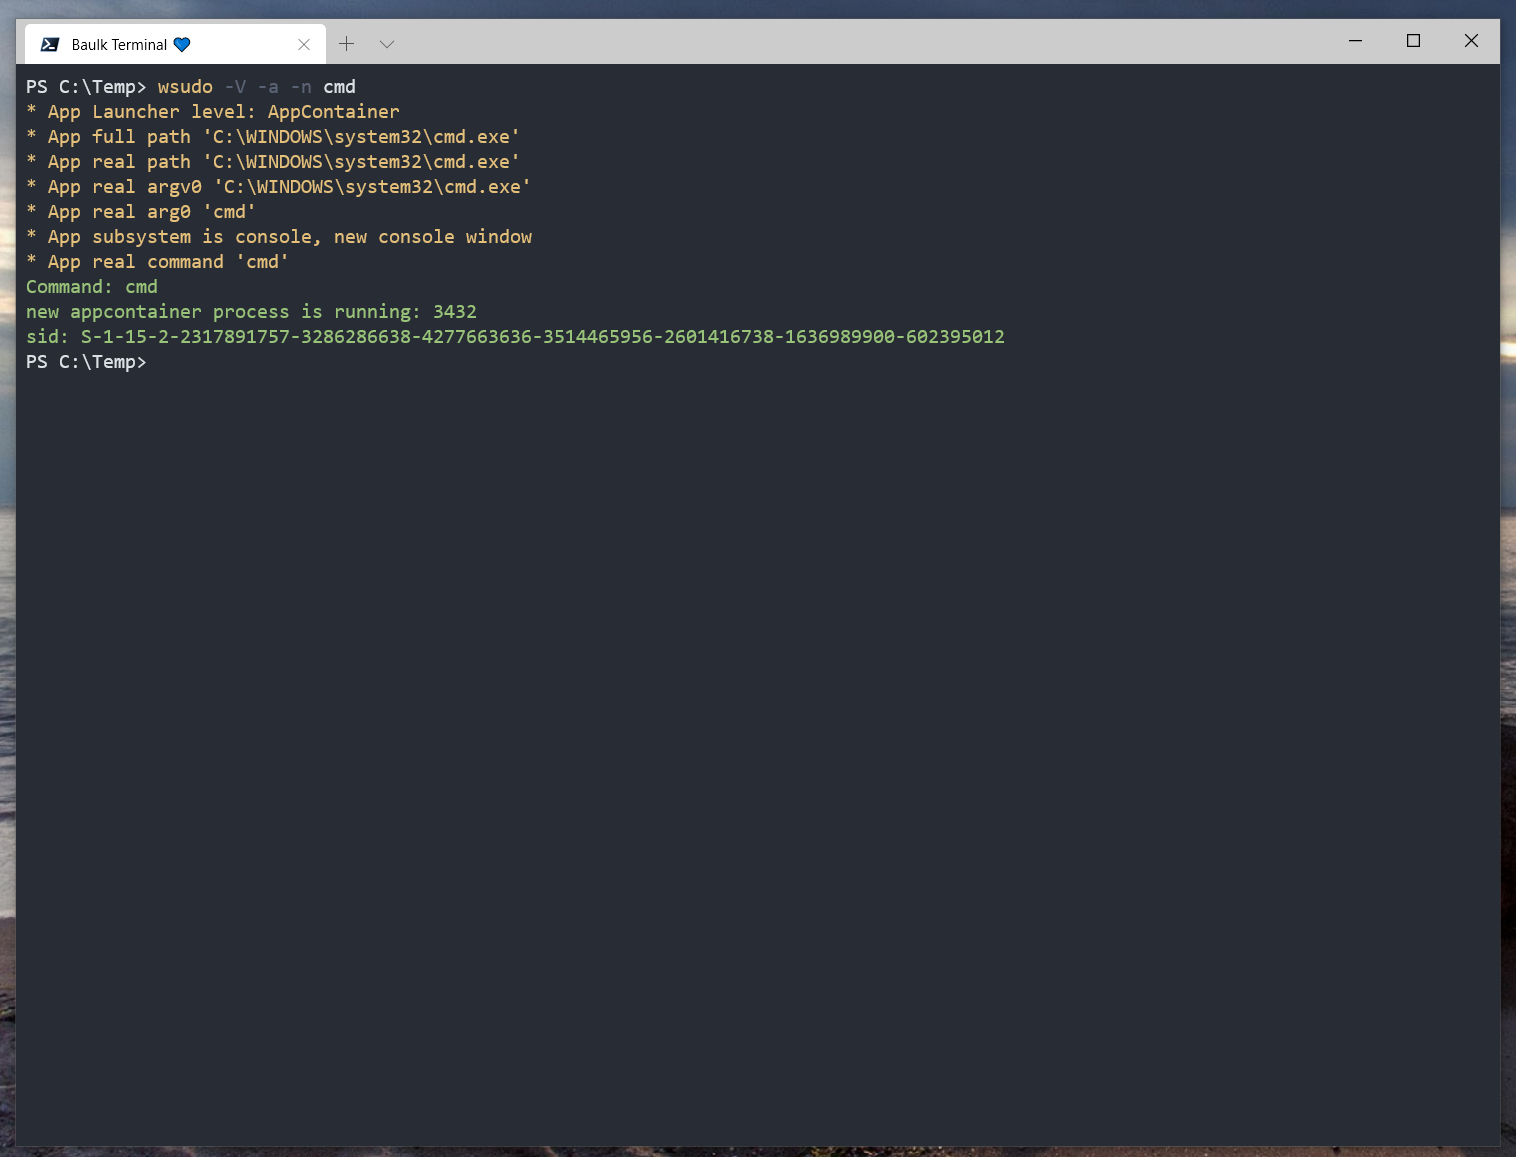 Baulk Terminal 💙
PS C:\Temp> wsudo -V -a -n cmd
* App Launcher level: AppContainer
* App full path 'C:\WINDOWS\system32\cmd.exe'
* App real path 'C:\WINDOWS\system32\cmd.exe'
* App real argv0 'C:\WINDOWS\system32\cmd.exe'
* App real arg0 'cmd'
* App subsystem is console, new console window
* App real command 'cmd'
Command: cmd
new appcontainer process is running: 3432
sid: S-1-15-2-2317891757-3286286638-4277663636-3514465956-2601416738-1636989900-602395012
PS C:\Temp>